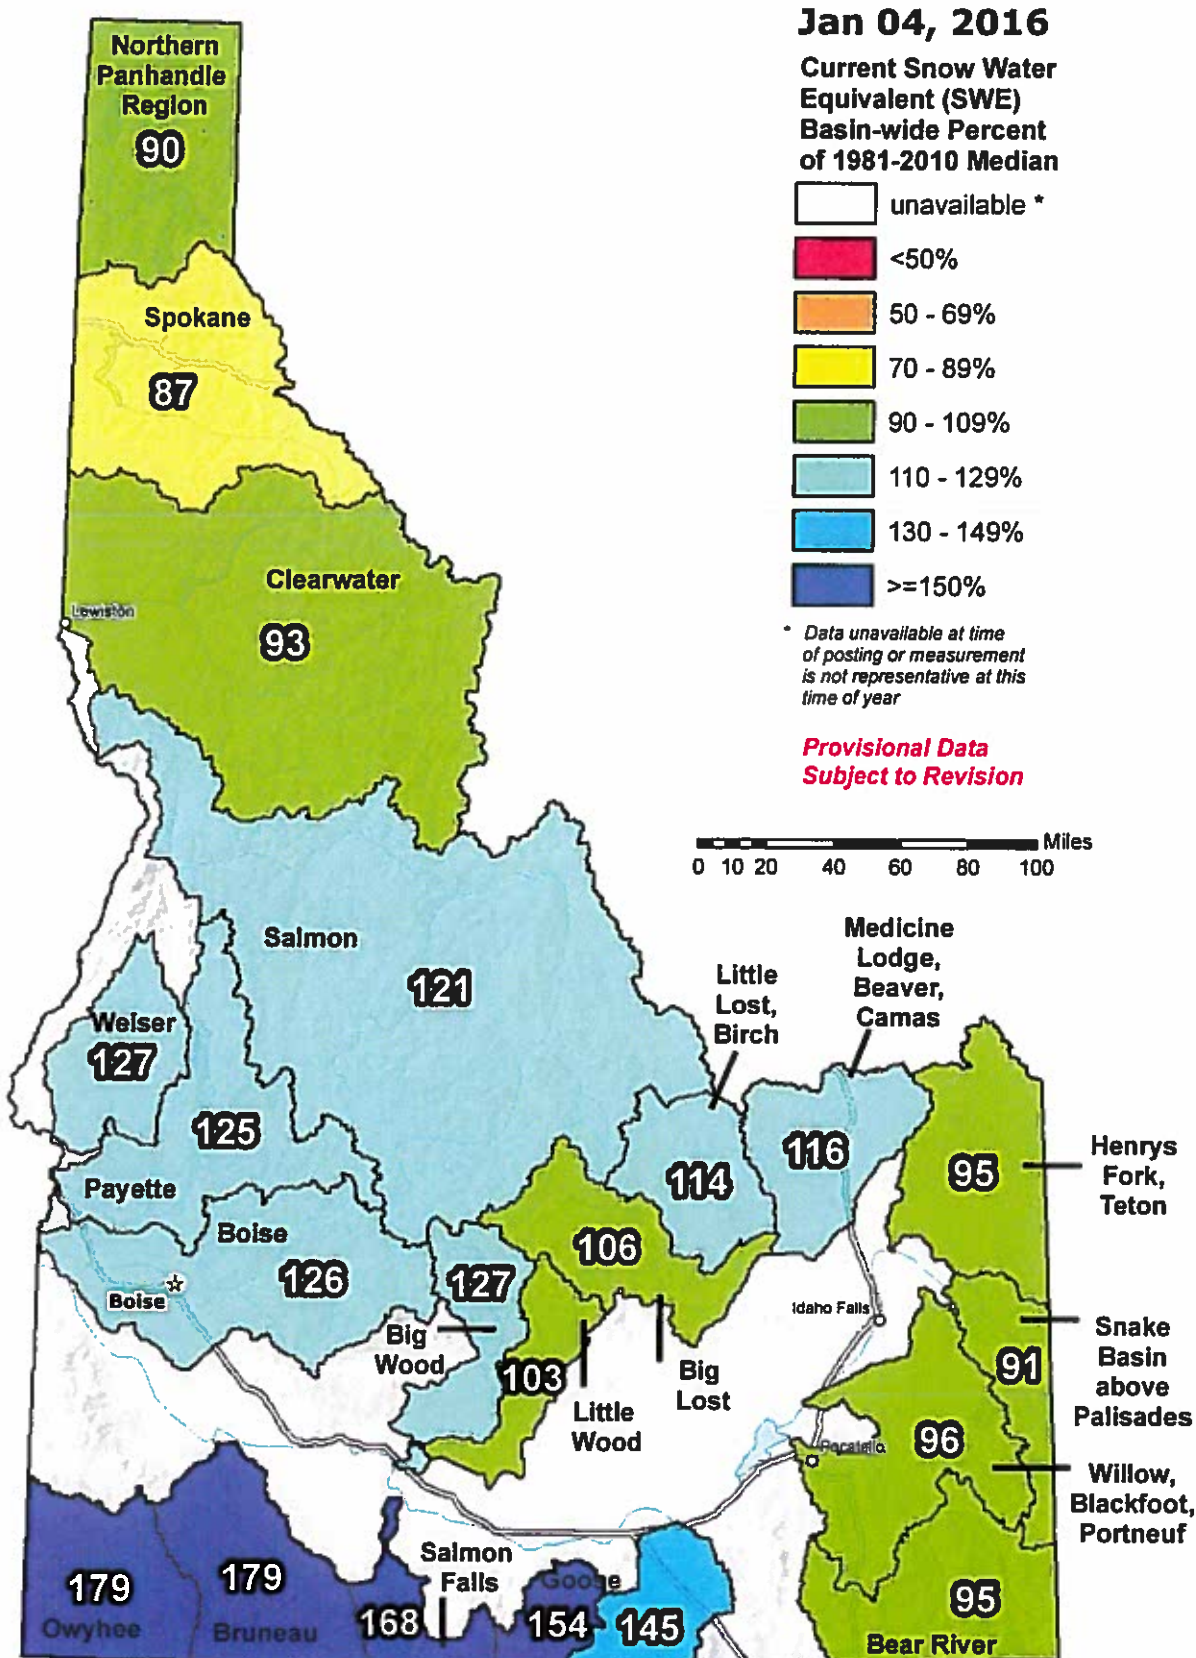 Jan 04, 2016
Current Snow Water
Equivalent (SWE)
Basin-wide Percent
of 1981-2010 Median
unavailable *
<50%
50 - 69%
70 - 89%
90 - 109%
110 - 129%
130 - 149%
>=150%
* Data unavailable at time
of posting or measurement
is not representative at this
time of year
Provisional Data
Subject to Revision
Miles
0 10 20 40 60 80 100
Northern
Panhandle
Region
90
Spokane
87
Clearwater
93
Lewiston
Salmon
121
Weiser
127
125
Payette
Boise
126
Boise
127
Big
Wood
103
Little
Wood
106
Big
Lost
Little
Lost,
Birch
114
Medicine
Lodge,
Beaver,
Camas
116
95
Henrys
Fork,
Teton
Idaho Falls
91
Snake
Basin
above
Palisades
96
Pocatello
Willow,
Blackfoot,
Portneuf
95
Bear River
179
Owyhee
179
Bruneau
168
Salmon
Falls
Goose
154
145